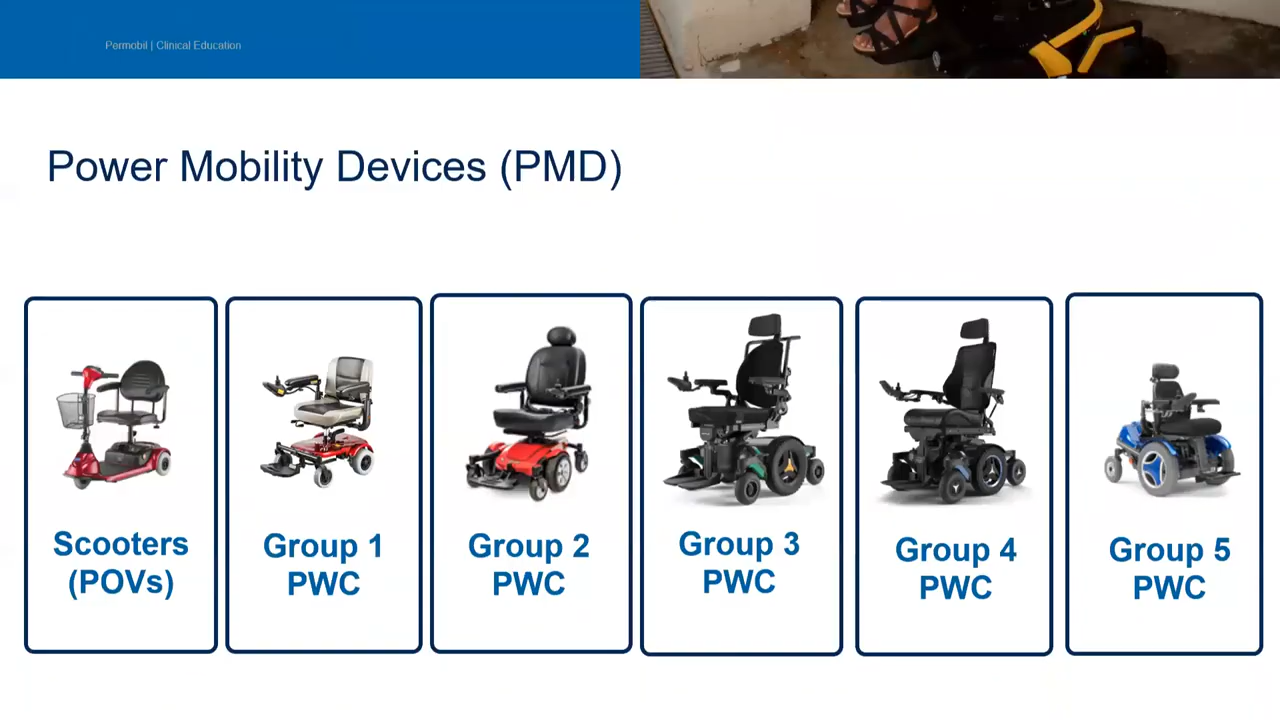 Permobil | Clinical Education
Power Mobility Devices (PMD)
Scooters
(POVs)
Group 1
PWC
Group 2
PWC
Group 3
PWC
Group 4
PWC
Group 5
PWC